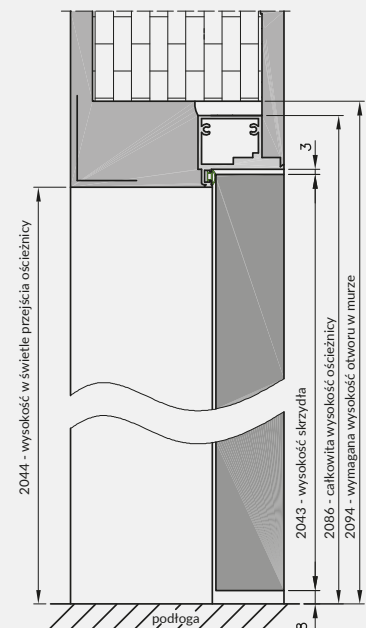 3
2044 - wysokość w świetle przejścia ościeżnicy
2043 - wysokość skrzydła
2086 - całkowita wysokość ościeżnicy
2094 - wymagana wysokość otworu w murze
8
podłoga